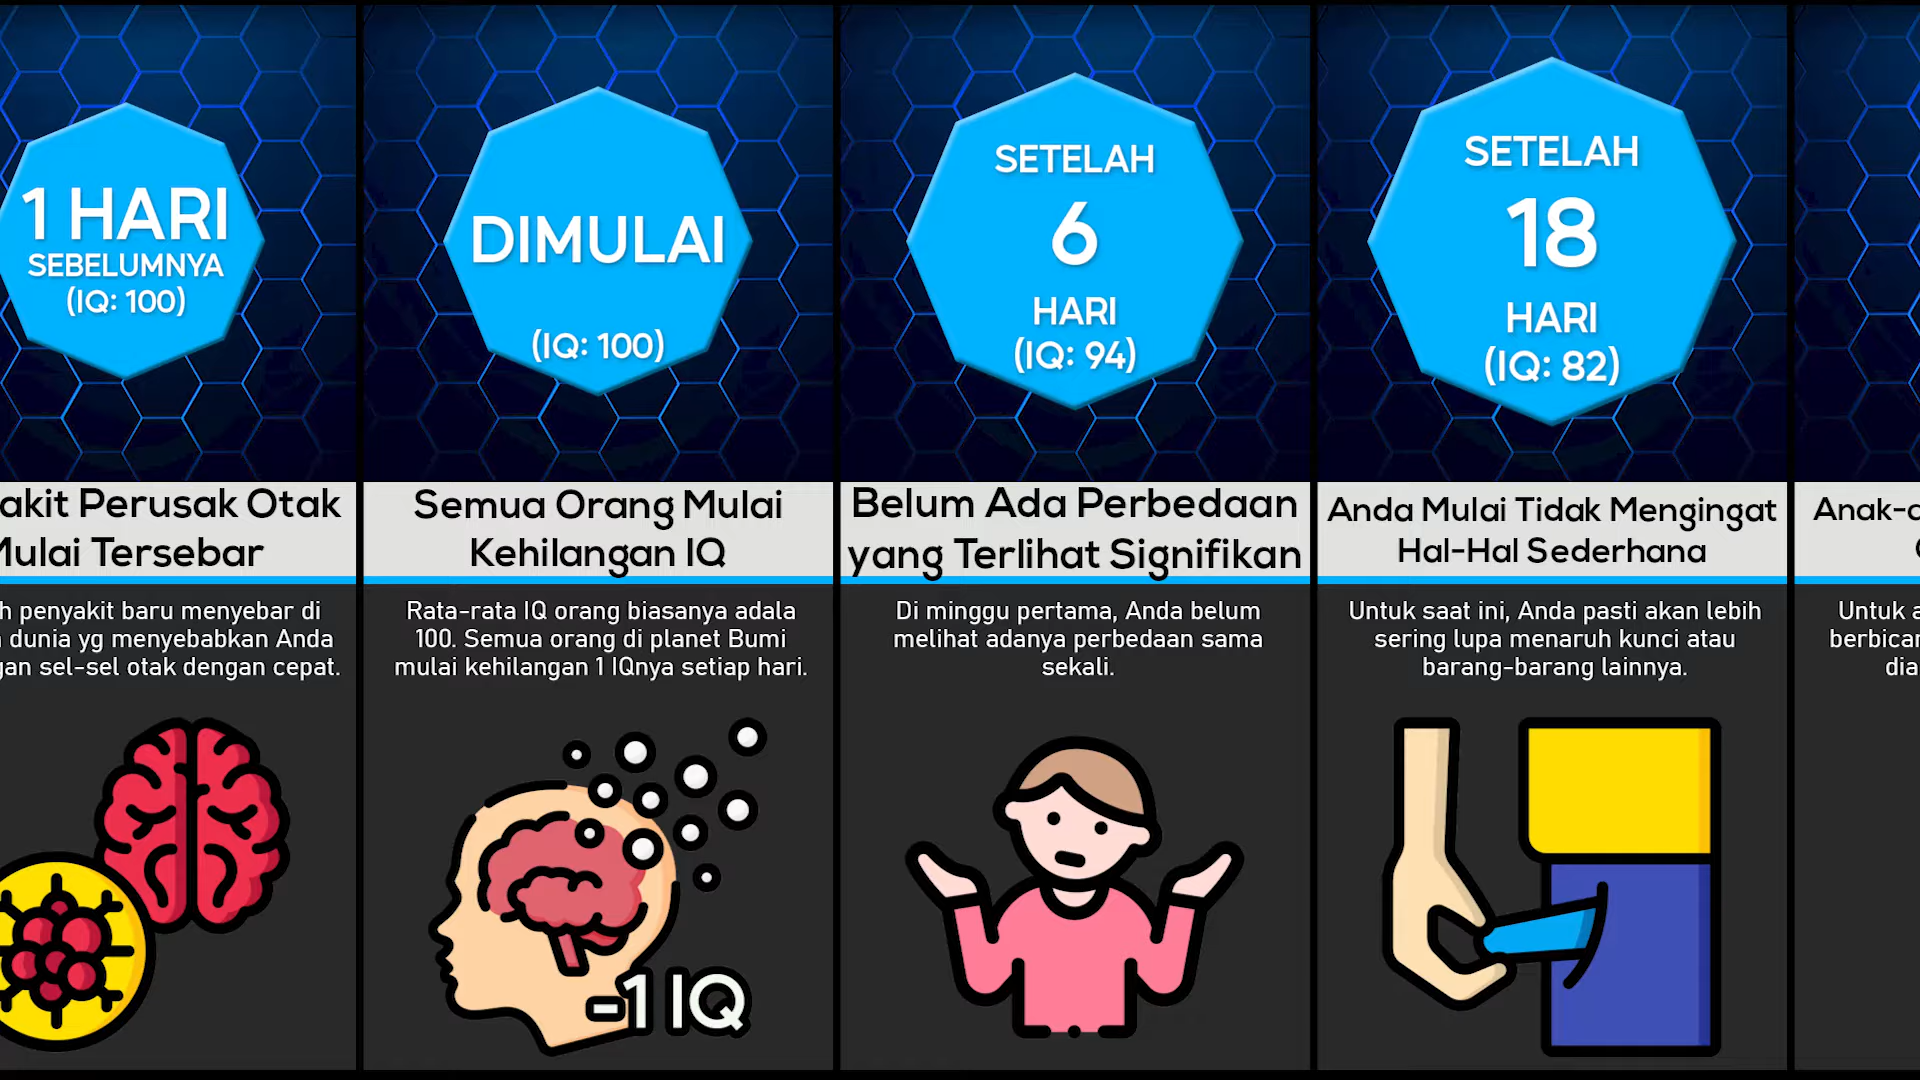 1 HARI
SEBELUMNYA
(IQ: 100)
akit Perusak Otak
Mulai Tersebar
h penyakit baru menyebar di
dunia yg menyebabkan Anda
gan sel-sel otak dengan cepat.
DIMULAI
(IQ: 100)
Semua Orang Mulai
Kehilangan IQ
Rata-rata IQ orang biasanya adala
100. Semua orang di planet Bumi
mulai kehilangan 1 IQnya setiap hari.
-1 IQ
SETELAH
6
HARI
(IQ: 94)
Belum Ada Perbedaan
yang Terlihat Signifikan
Di minggu pertama, Anda belum
melihat adanya perbedaan sama
sekali.
SETELAH
18
HARI
(IQ: 82)
Anda Mulai Tidak Mengingat
Hal-Hal Sederhana
Untuk saat ini, Anda pasti akan lebih
sering lupa menaruh kunci atau
barang-barang lainnya.
Anak-
Untuk a
berbicar
dia